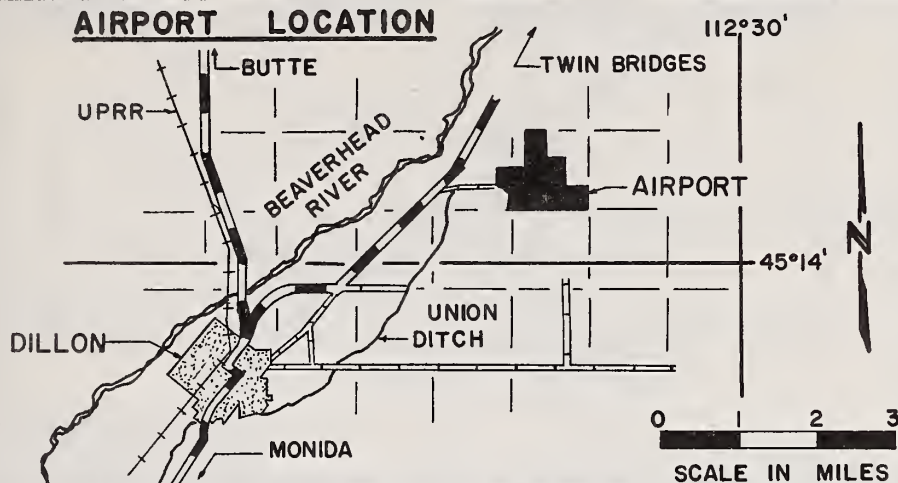 AIRPORT LOCATION
112°30'
BUTTE
TWIN BRIDGES
UPRR
BEAVERHEAD
RIVER
AIRPORT
N
45°14'
UNION
DITCH
DILLON
MONIDA
0 1 2 3
SCALE IN MILES